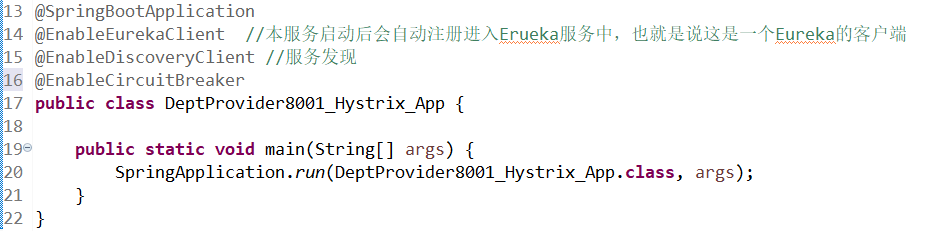 13 @SpringBootApplication
14 @EnableEurekaClient  //本服务启动后会自动注册进入Erueka服务中，也就是说这是一个Eureka的客户端
15 @EnableDiscoveryClient //服务发现
16 @EnableCircuitBreaker
17 public class DeptProvider8001_Hystrix_App {
18
19     public static void main(String[] args) {
20         SpringApplication.run(DeptProvider8001_Hystrix_App.class, args);
21     }
22 }